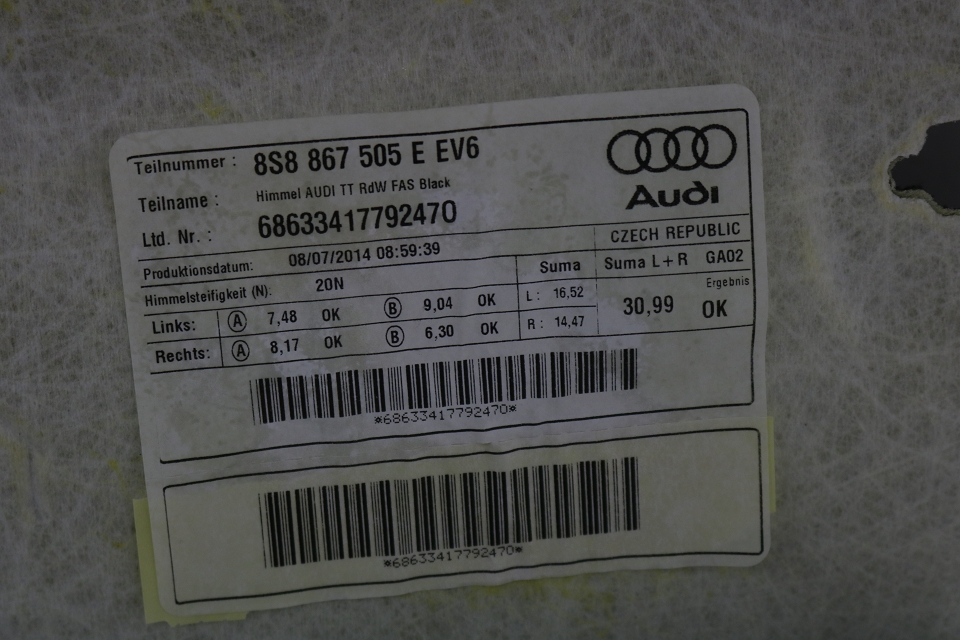 Teilnummer : 8S8 867 505 E EV6
Teilname : Himmel AUDI TT RdW FAS Black
Ltd. Nr. : 68633417792470
Audi
Produktionsdatum: 08/07/2014 08:59:39 CZECH REPUBLIC
Himmelsteifigkeit (N): 20N Suma Suma L+R GA02
Links: A 7,48 OK B 9,04 OK L: 16,52 30,99 Ergebnis OK
Rechts: A 8,17 OK B 6,30 OK R: 14,47
*68633417792470*
*68633417792470*